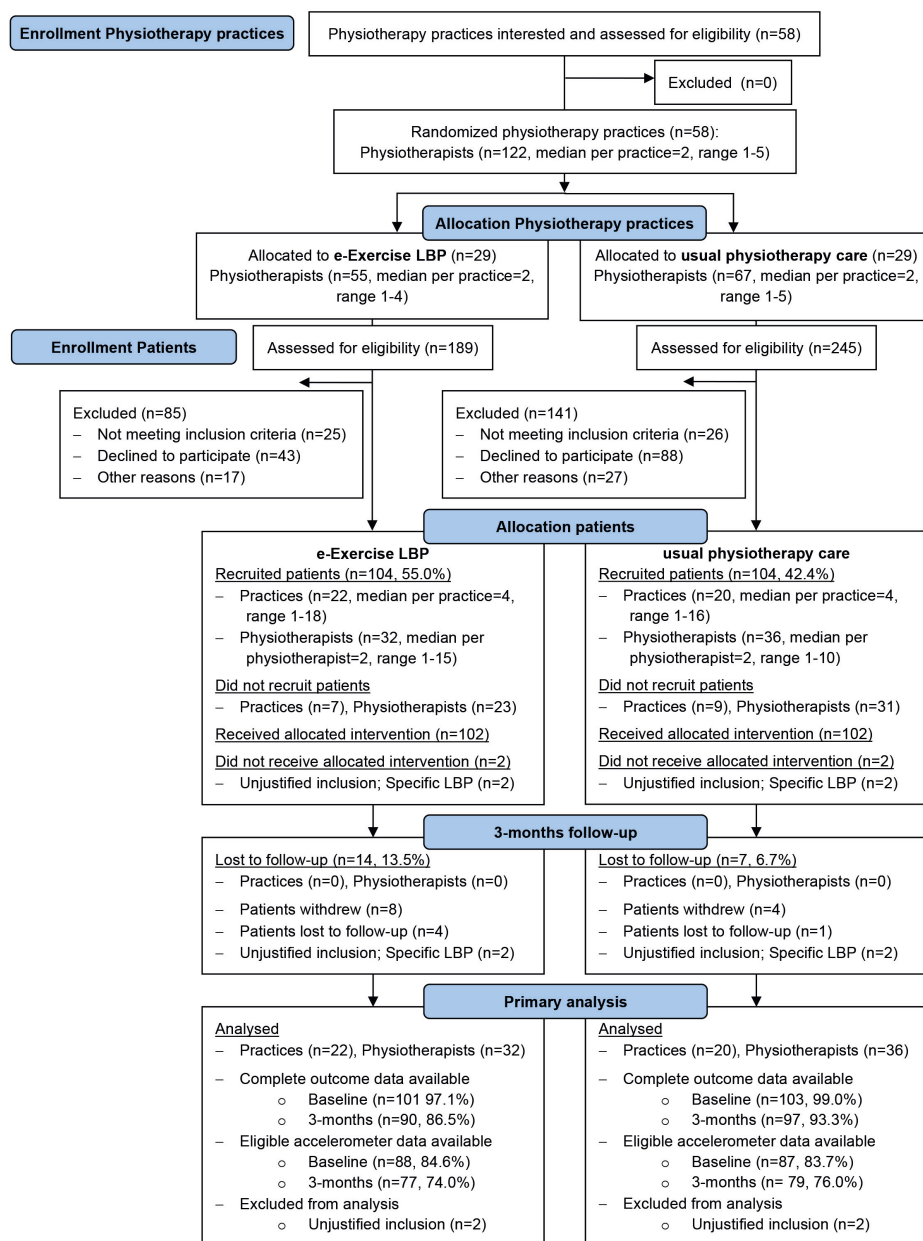 Enrollment Physiotherapy practices
Physiotherapy practices interested and assessed for eligibility (n=58)
Excluded (n=0)
Randomized physiotherapy practices (n=58):
Physiotherapists (n=122, median per practice=2, range 1-5)
Allocation Physiotherapy practices
Allocated to e-Exercise LBP (n=29)
Physiotherapists (n=55, median per practice=2,
range 1-4)
Allocated to usual physiotherapy care (n=29)
Physiotherapists (n=67, median per practice=2,
range 1-5)
Enrollment Patients
Assessed for eligibility (n=189)
Assessed for eligibility (n=245)
Excluded (n=85)
– Not meeting inclusion criteria (n=25)
– Declined to participate (n=43)
– Other reasons (n=17)
Excluded (n=141)
– Not meeting inclusion criteria (n=26)
– Declined to participate (n=88)
– Other reasons (n=27)
Allocation patients
e-Exercise LBP
Recruited patients (n=104, 55.0%)
– Practices (n=22, median per practice=4,
range 1-18)
– Physiotherapists (n=32, median per
physiotherapist=2, range 1-15)
Did not recruit patients
– Practices (n=7), Physiotherapists (n=23)
Received allocated intervention (n=102)
Did not receive allocated intervention (n=2)
– Unjustified inclusion; Specific LBP (n=2)
usual physiotherapy care
Recruited patients (n=104, 42.4%)
– Practices (n=20, median per practice=4,
range 1-16)
– Physiotherapists (n=36, median per
physiotherapist=2, range 1-10)
Did not recruit patients
– Practices (n=9), Physiotherapists (n=31)
Received allocated intervention (n=102)
Did not receive allocated intervention (n=2)
– Unjustified inclusion; Specific LBP (n=2)
3-months follow-up
Lost to follow-up (n=14, 13.5%)
– Practices (n=0), Physiotherapists (n=0)
– Patients withdrew (n=8)
– Patients lost to follow-up (n=4)
– Unjustified inclusion; Specific LBP (n=2)
Lost to follow-up (n=7, 6.7%)
– Practices (n=0), Physiotherapists (n=0)
– Patients withdrew (n=4)
– Patients lost to follow-up (n=1)
– Unjustified inclusion; Specific LBP (n=2)
Primary analysis
Analysed
– Practices (n=22), Physiotherapists (n=32)
– Complete outcome data available
o Baseline (n=101 97.1%)
o 3-months (n=90, 86.5%)
– Eligible accelerometer data available
o Baseline (n=88, 84.6%)
o 3-months (n=77, 74.0%)
– Excluded from analysis
o Unjustified inclusion (n=2)
Analysed
– Practices (n=20), Physiotherapists (n=36)
– Complete outcome data available
o Baseline (n=103, 99.0%)
o 3-months (n=97, 93.3%)
– Eligible accelerometer data available
o Baseline (n=87, 83.7%)
o 3-months (n= 79, 76.0%)
– Excluded from analysis
o Unjustified inclusion (n=2)